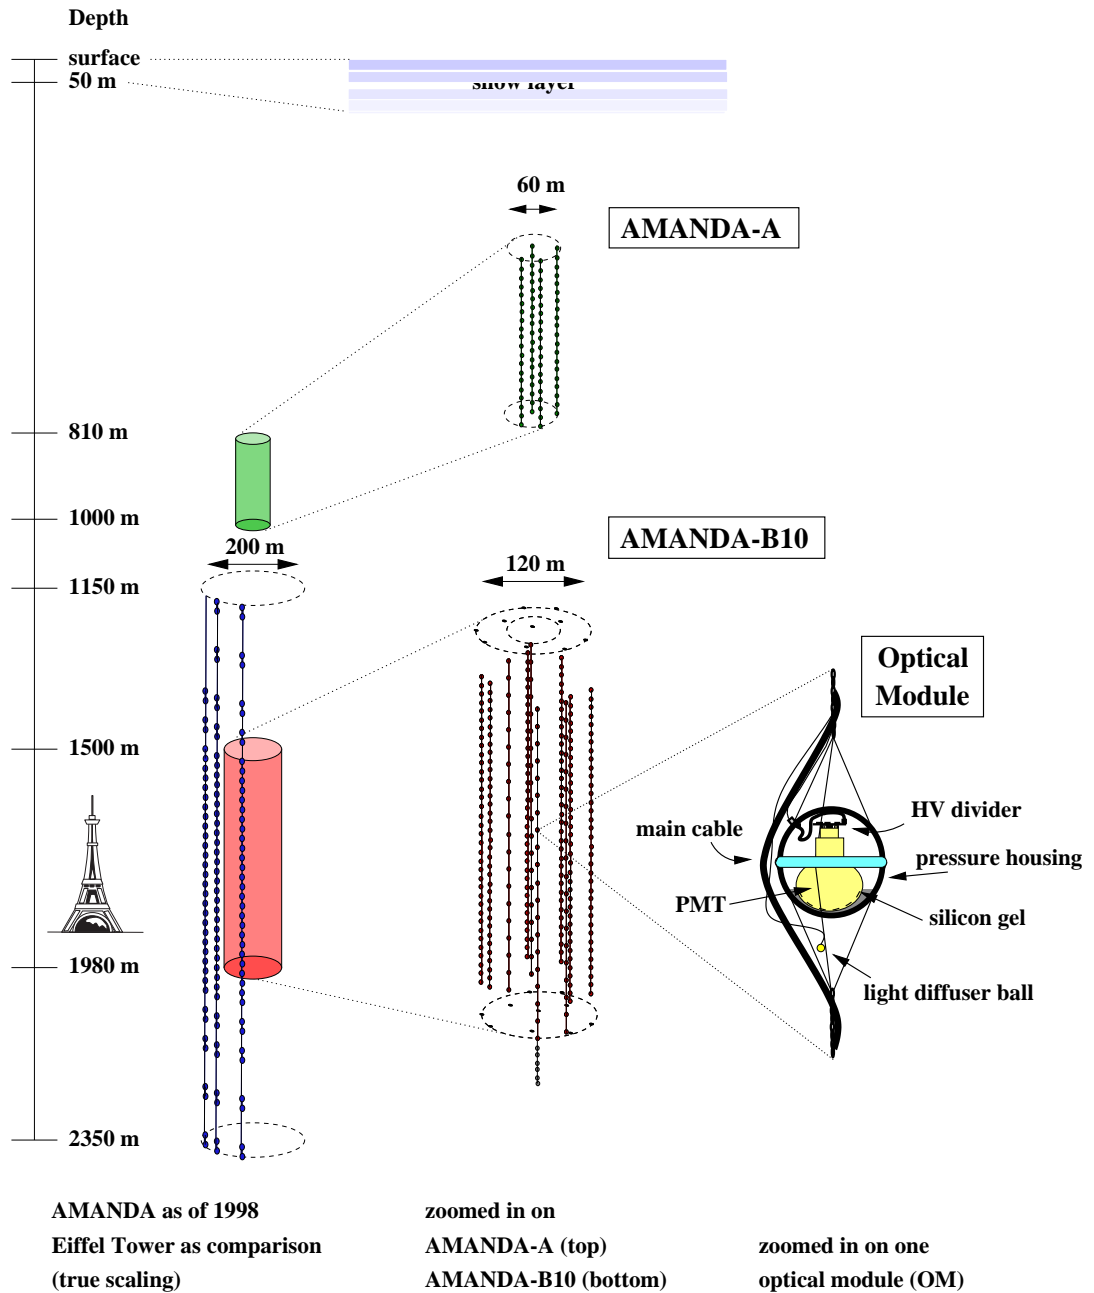 Depth
surface
50 m
snow layer
60 m
AMANDA-A
810 m
1000 m
AMANDA-B10
200 m
120 m
1150 m
Optical
Module
1500 m
HV divider
main cable
pressure housing
PMT
silicon gel
1980 m
light diffuser ball
2350 m
AMANDA as of 1998
Eiffel Tower as comparison
(true scaling)
zoomed in on
AMANDA-A (top)
AMANDA-B10 (bottom)
zoomed in on one
optical module (OM)